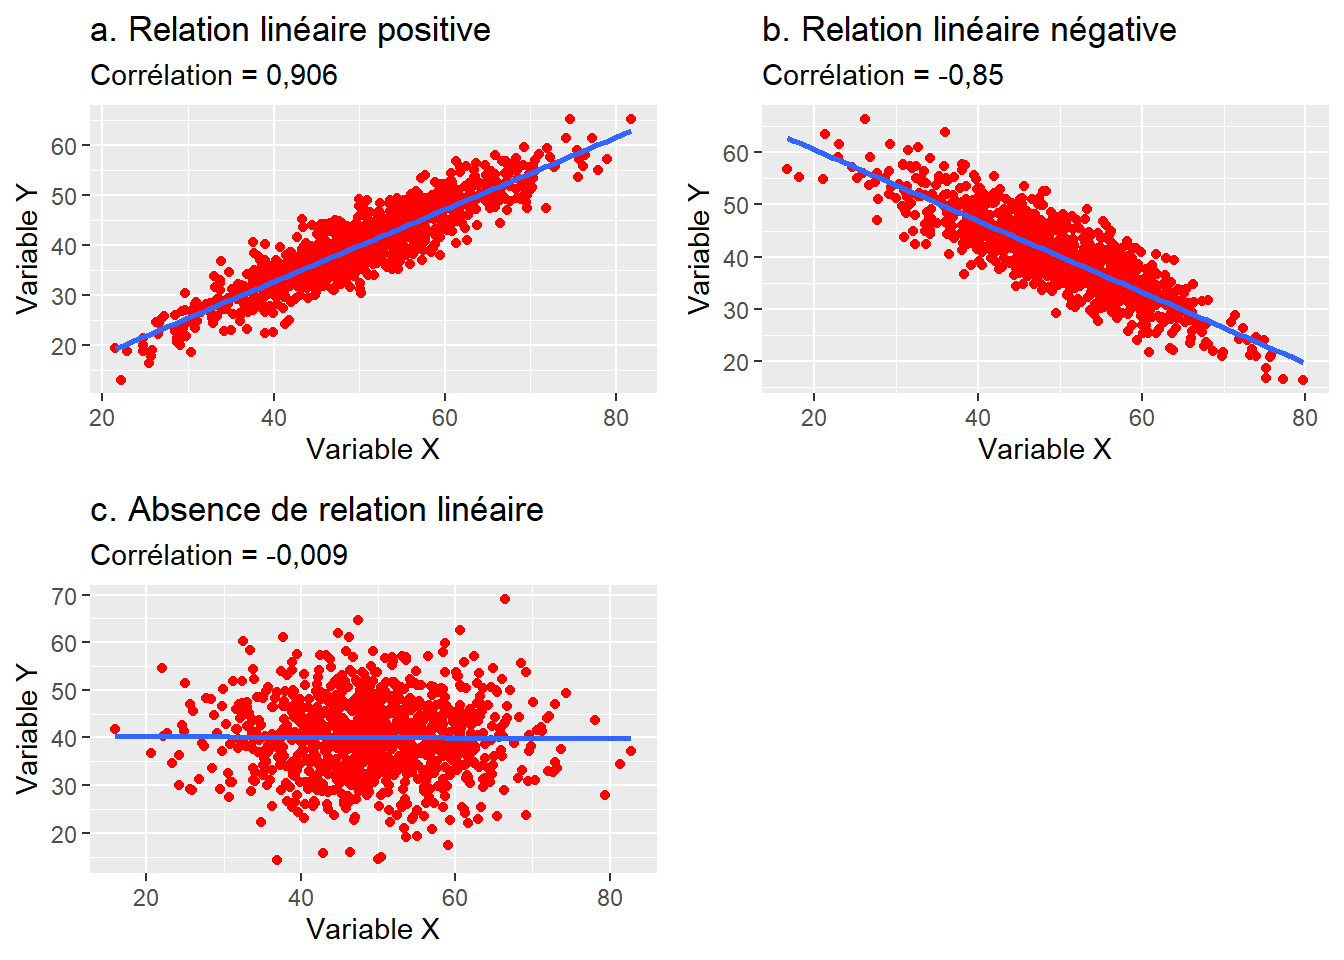 a. Relation linéaire positive
Corrélation = 0,906
Variable Y
60
50
40
30
20
20 40 60 80
Variable X
b. Relation linéaire négative
Corrélation = -0,85
Variable Y
60
50
40
30
20
20 40 60 80
Variable X
c. Absence de relation linéaire
Corrélation = -0,009
Variable Y
70
60
50
40
30
20
20 40 60 80
Variable X